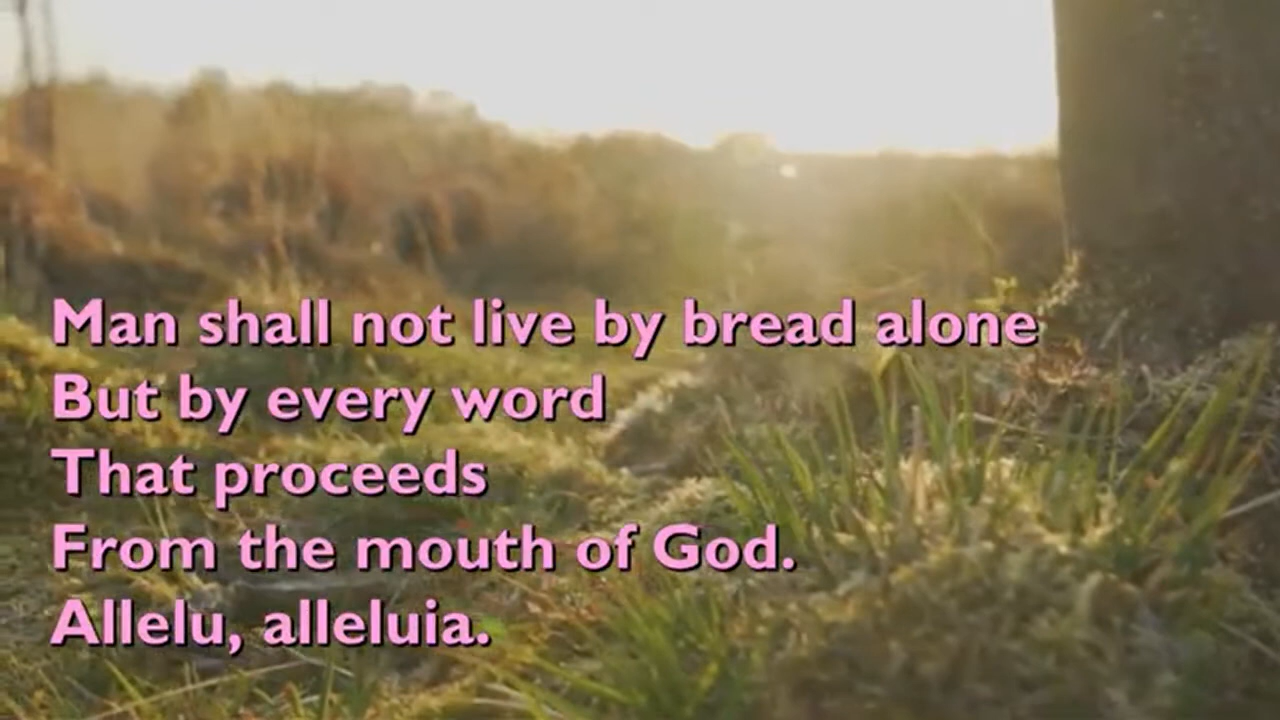 Man shall not live by bread alone
But by every word
That proceeds
From the mouth of God.
Allelu, alleluia.